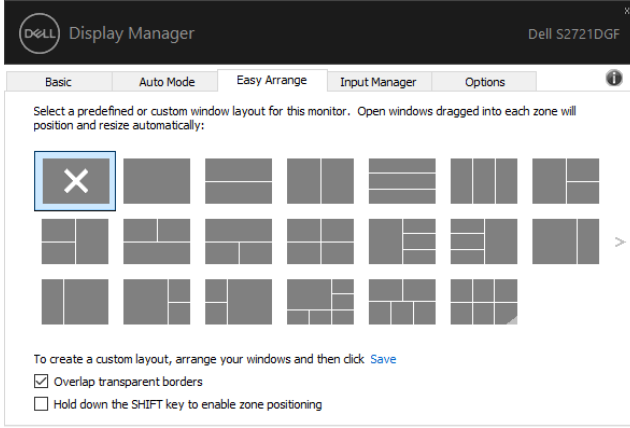 DELL Display Manager
Dell S2721DGF
Basic Auto Mode Easy Arrange Input Manager Options
Select a predefined or custom window layout for this monitor. Open windows dragged into each zone will
position and resize automatically:
To create a custom layout, arrange your windows and then click Save
Overlap transparent borders
Hold down the SHIFT key to enable zone positioning